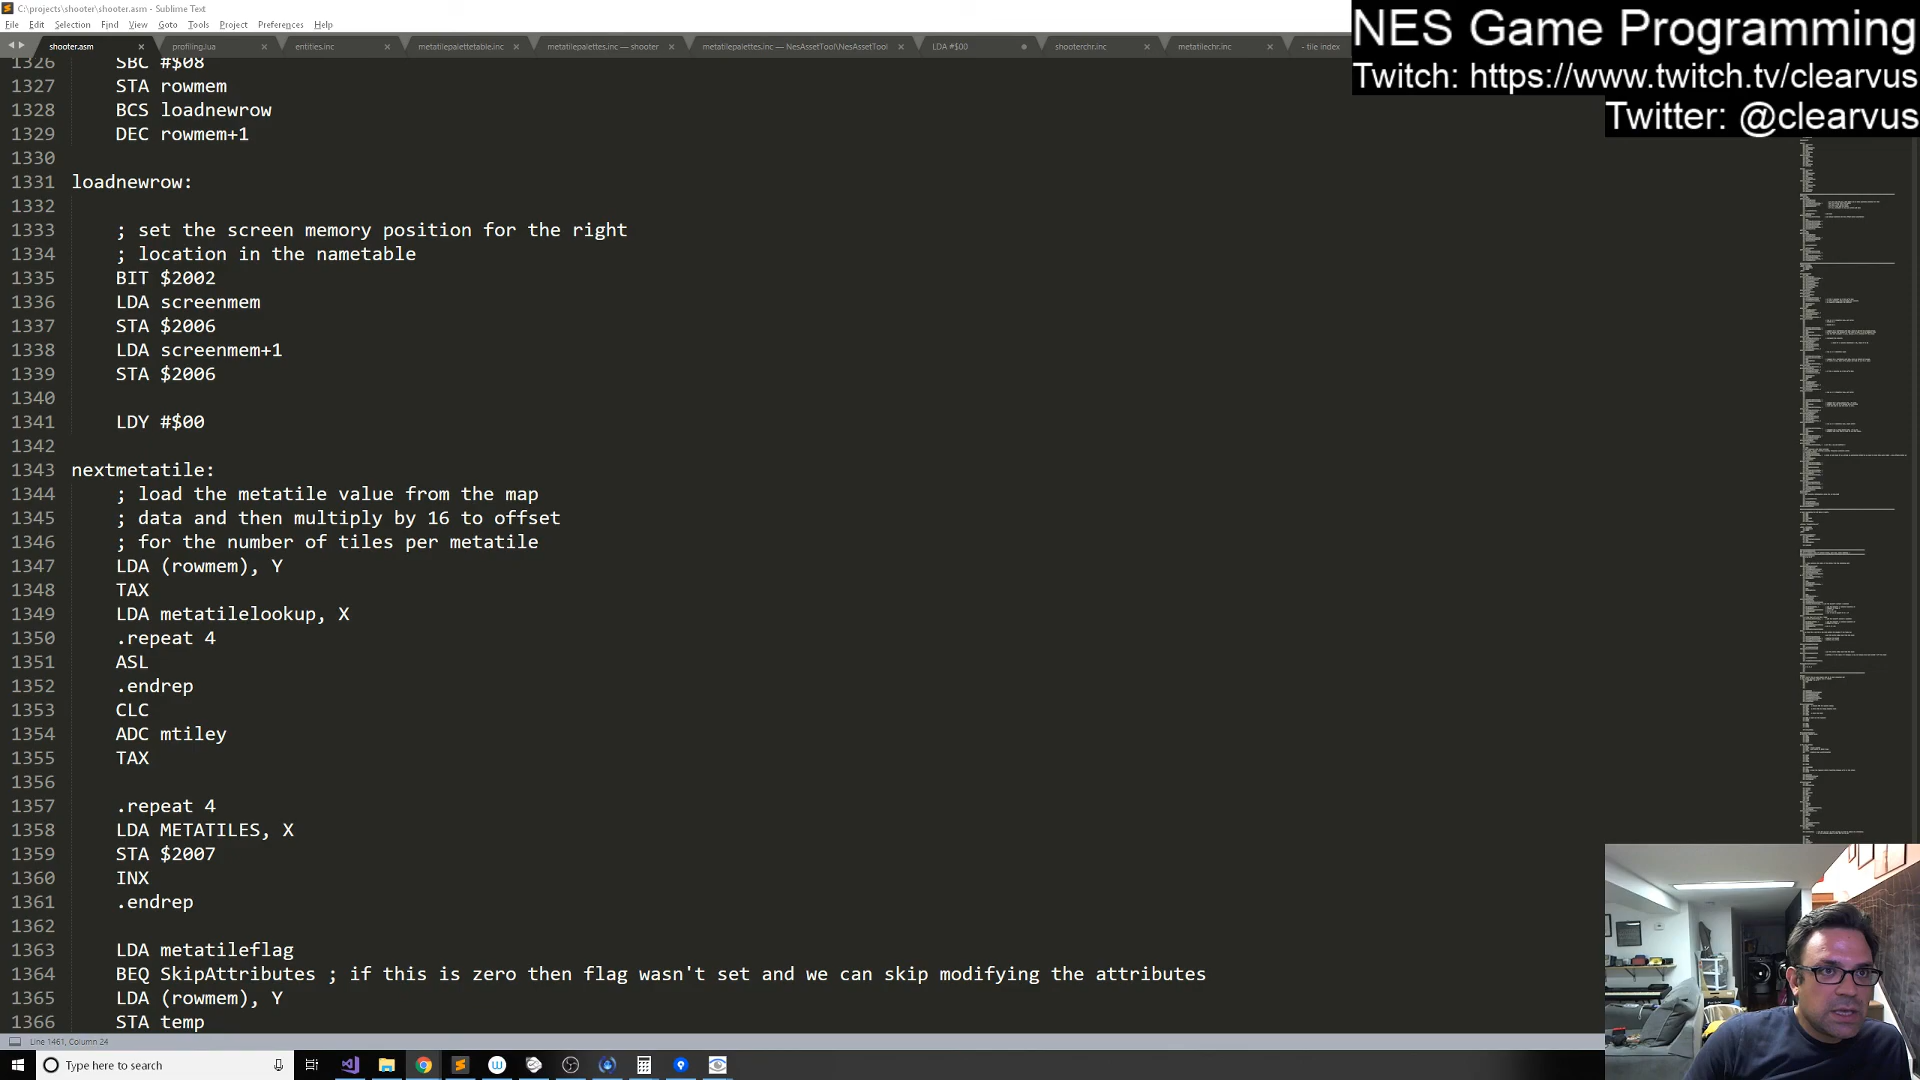 C:\projects\shooter\shooter.asm - Sublime Text
File Edit Selection Find View Goto Tools Project Preferences Help
shooter.asm profiling.lua entities.inc metatilepalettetable.inc metatilepalettes.inc — shooter metatilepalettes.inc — NesAssetTool\NesAssetTool LDA #$00 shooterchr.inc metatilechr.inc - tile index
NES Game Programming
Twitch: https://www.twitch.tv/clearvus
Twitter: @clearvus
1326 SBC #$08
1327 STA rowmem
1328 BCS loadnewrow
1329 DEC rowmem+1
1330
1331 loadnewrow:
1332
1333 ; set the screen memory position for the right
1334 ; location in the nametable
1335 BIT $2002
1336 LDA screenmem
1337 STA $2006
1338 LDA screenmem+1
1339 STA $2006
1340
1341 LDY #$00
1342
1343 nextmetatile:
1344 ; load the metatile value from the map
1345 ; data and then multiply by 16 to offset
1346 ; for the number of tiles per metatile
1347 LDA (rowmem), Y
1348 TAX
1349 LDA metatilelookup, X
1350 .repeat 4
1351 ASL
1352 .endrep
1353 CLC
1354 ADC mtiley
1355 TAX
1356
1357 .repeat 4
1358 LDA METATILES, X
1359 STA $2007
1360 INX
1361 .endrep
1362
1363 LDA metatileflag
1364 BEQ SkipAttributes ; if this is zero then flag wasn't set and we can skip modifying the attributes
1365 LDA (rowmem), Y
1366 STA temp
Line 1461, Column 24
Type here to search